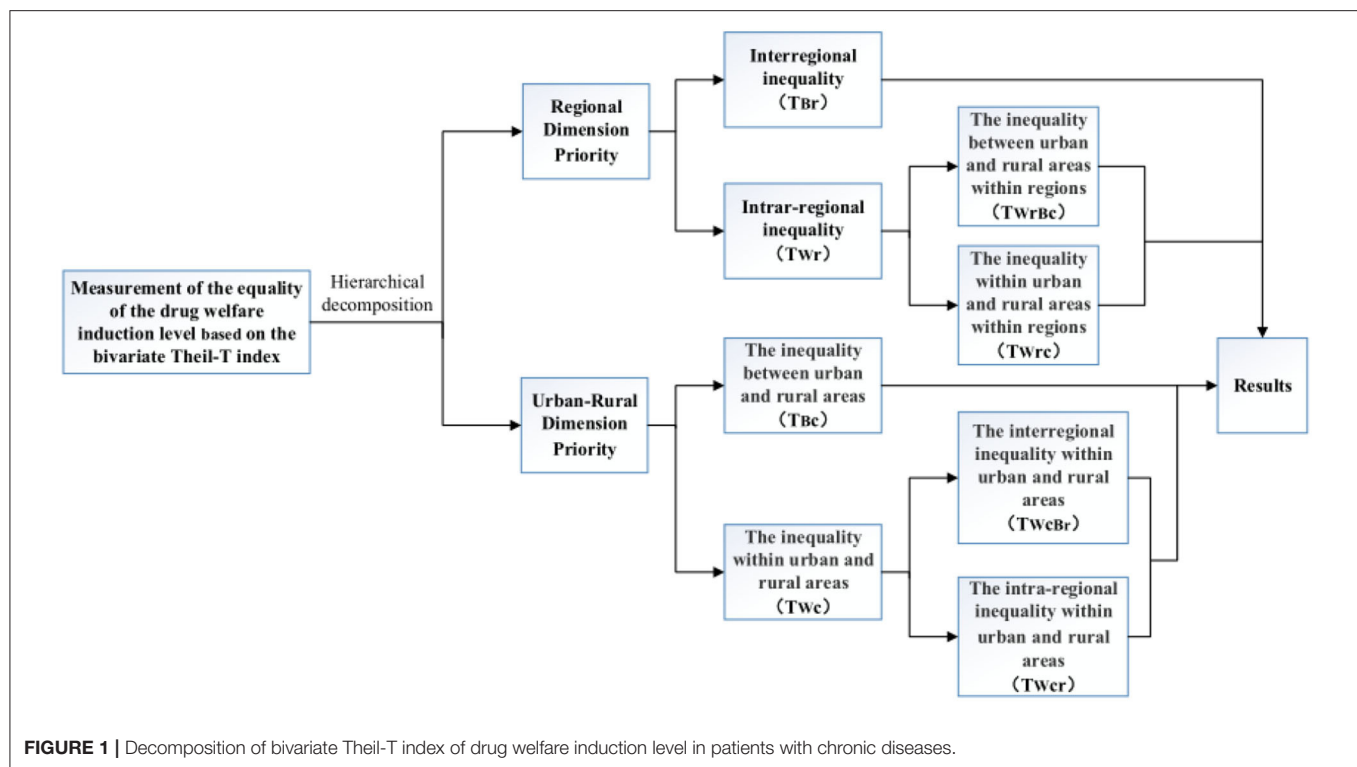 Measurement of the equality
of the drug welfare
induction level based on the
bivariate Theil-T index
Hierarchical
decomposition
Regional
Dimension
Priority
Urban-Rural
Dimension
Priority
Interregional
inequality
（TBr）
Intrar-regional
inequality
（TWr）
The inequality
between urban
and rural areas
within regions
（TWrBc）
The inequality
within urban
and rural areas
within regions
（TWrc）
The inequality
between urban
and rural areas
（TBc）
The inequality
within urban and
rural areas
（TWc）
The interregional
inequality within
urban and rural
areas
（TWcBr）
The intra-regional
inequality within
urban and rural
areas
（TWcr）
Results
FIGURE 1 | Decomposition of bivariate Theil-T index of drug welfare induction level in patients with chronic diseases.